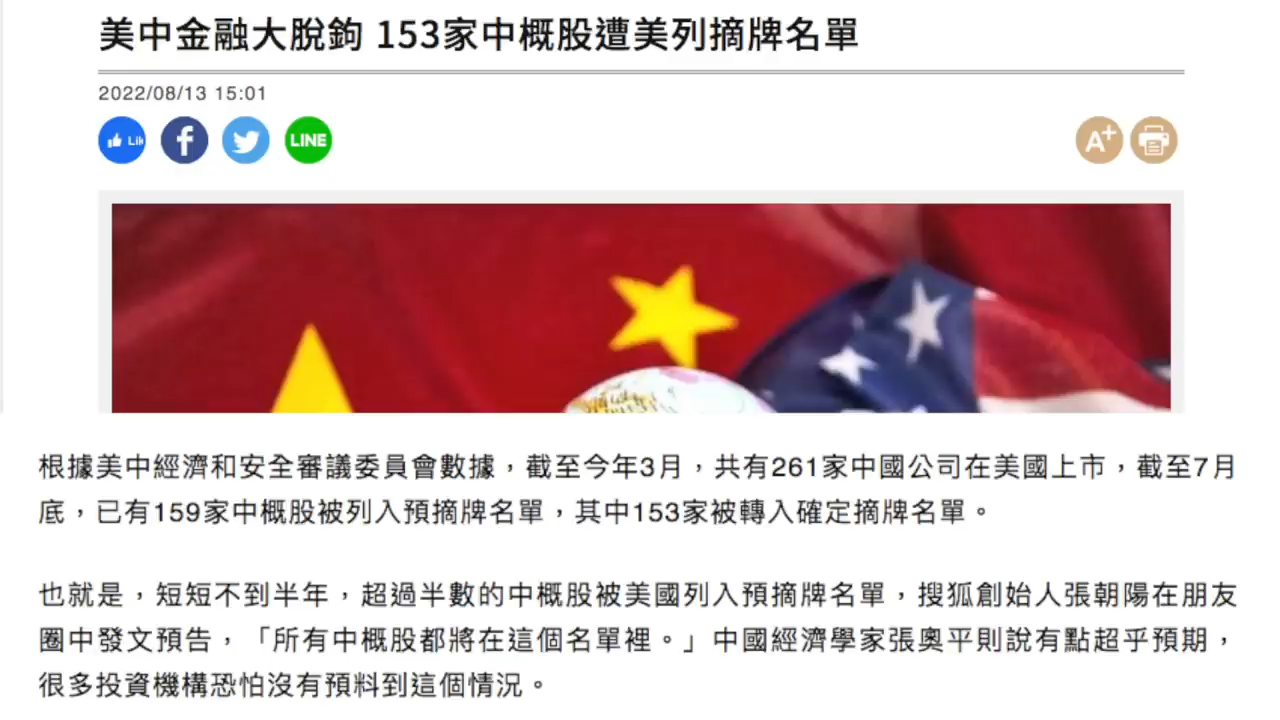 美中金融大脫鉤 153家中概股遭美列摘牌名單
2022/08/13 15:01
Lik
f
LINE
A+
根據美中經濟和安全審議委員會數據，截至今年3月，共有261家中國公司在美國上市，截至7月
底，已有159家中概股被列入預摘牌名單，其中153家被轉入確定摘牌名單。
也就是，短短不到半年，超過半數的中概股被美國列入預摘牌名單，搜狐創始人張朝陽在朋友
圈中發文預告，「所有中概股都將在這個名單裡。」中國經濟學家張奧平則說有點超乎預期，
很多投資機構恐怕沒有預料到這個情況。